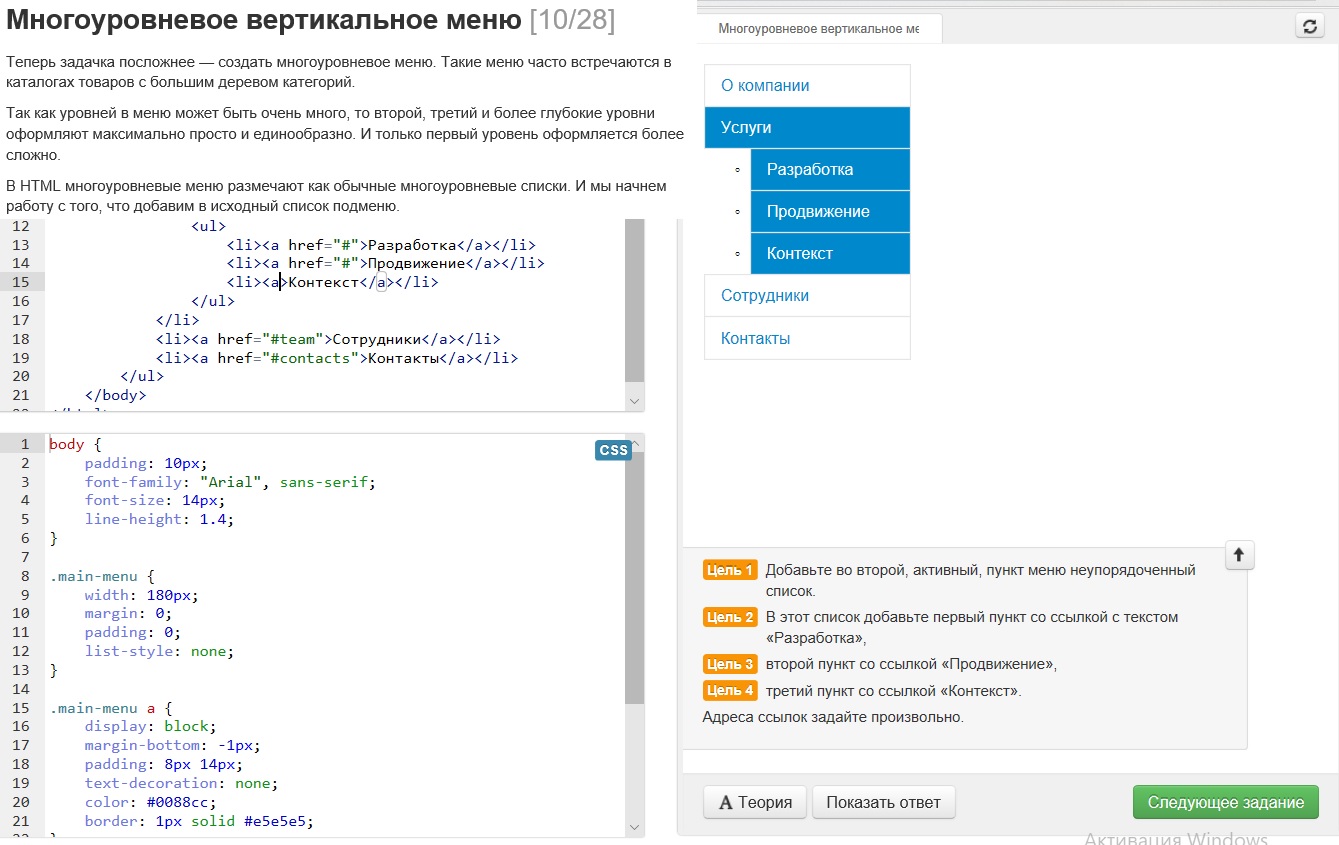 Многоуровневое вертикальное меню [10/28]
Теперь задачка посложнее — создать многоуровневое меню. Такие меню часто встречаются в
каталогах товаров с большим деревом категорий.
Так как уровней в меню может быть очень много, то второй, третий и более глубокие уровни
оформляют максимально просто и единообразно. И только первый уровень оформляется более
сложно.
В HTML многоуровневые меню размечают как обычные многоуровневые списки. И мы начнем
работу с того, что добавим в исходный список подменю.
12 <ul>
13 <li><a href="#">Разработка</a></li>
14 <li><a href="#">Продвижение</a></li>
15 <li><a>Контекст</a></li>
16 </ul>
17 </li>
18 <li><a href="#team">Сотрудники</a></li>
19 <li><a href="#contacts">Контакты</a></li>
20 </ul>
21 </body>
CSS
1 body {
2 padding: 10px;
3 font-family: "Arial", sans-serif;
4 font-size: 14px;
5 line-height: 1.4;
6 }
7
8 .main-menu {
9 width: 180px;
10 margin: 0;
11 padding: 0;
12 list-style: none;
13 }
14
15 .main-menu a {
16 display: block;
17 margin-bottom: -1px;
18 padding: 8px 14px;
19 text-decoration: none;
20 color: #0088cc;
21 border: 1px solid #e5e5e5;
Многоуровневое вертикальное ме
О компании
Услуги
Разработка
Продвижение
Контекст
Сотрудники
Контакты
Цель 1 Добавьте во второй, активный, пункт меню неупорядоченный
список.
Цель 2 В этот список добавьте первый пункт со ссылкой с текстом
«Разработка»,
Цель 3 второй пункт со ссылкой «Продвижение»,
Цель 4 третий пункт со ссылкой «Контекст».
Адреса ссылок задайте произвольно.
A Теория
Показать ответ
Следующее задание
Активация Windows